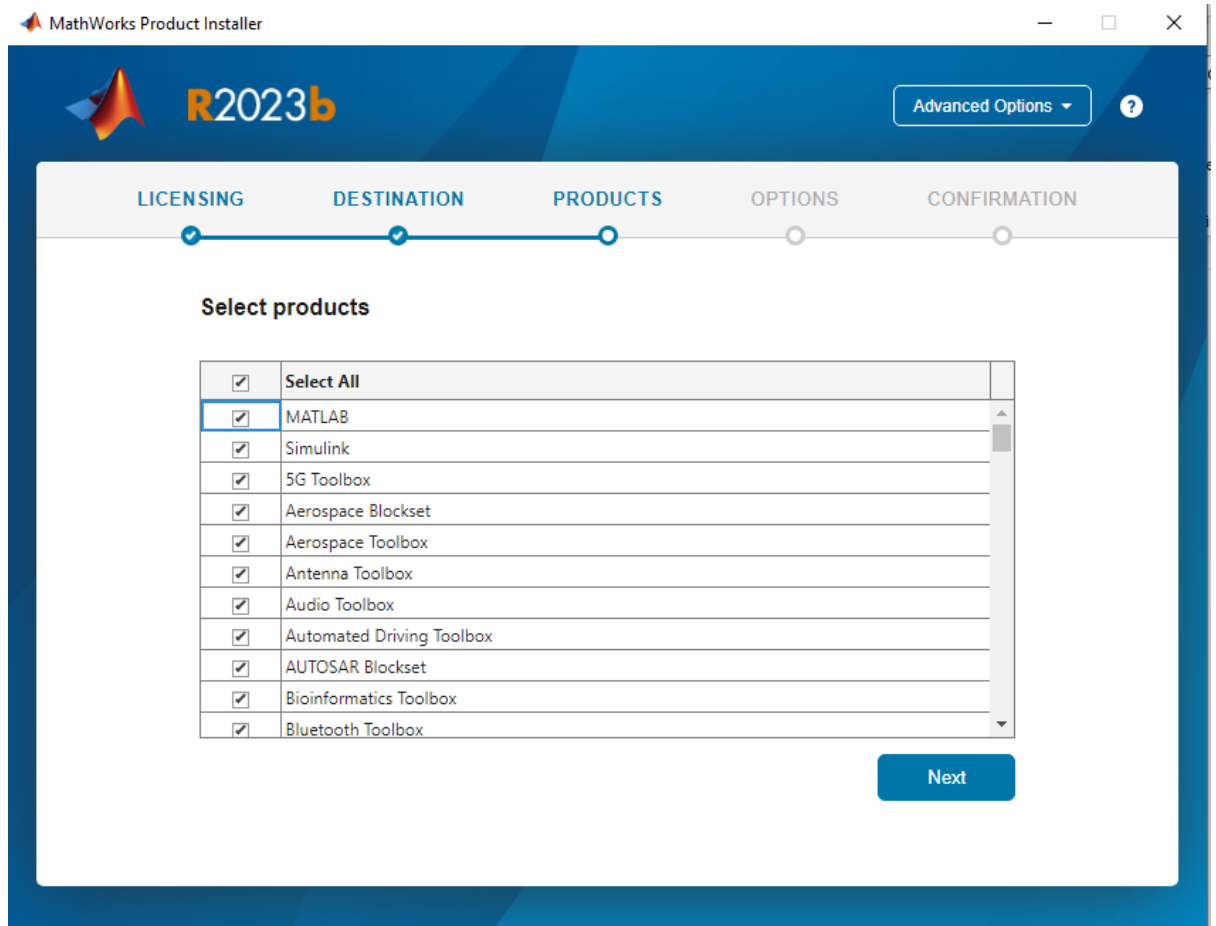 MathWorks Product Installer
R2023b
Advanced Options
?
LICENSING DESTINATION PRODUCTS OPTIONS CONFIRMATION
Select products
Select All
MATLAB
Simulink
5G Toolbox
Aerospace Blockset
Aerospace Toolbox
Antenna Toolbox
Audio Toolbox
Automated Driving Toolbox
AUTOSAR Blockset
Bioinformatics Toolbox
Bluetooth Toolbox
Next